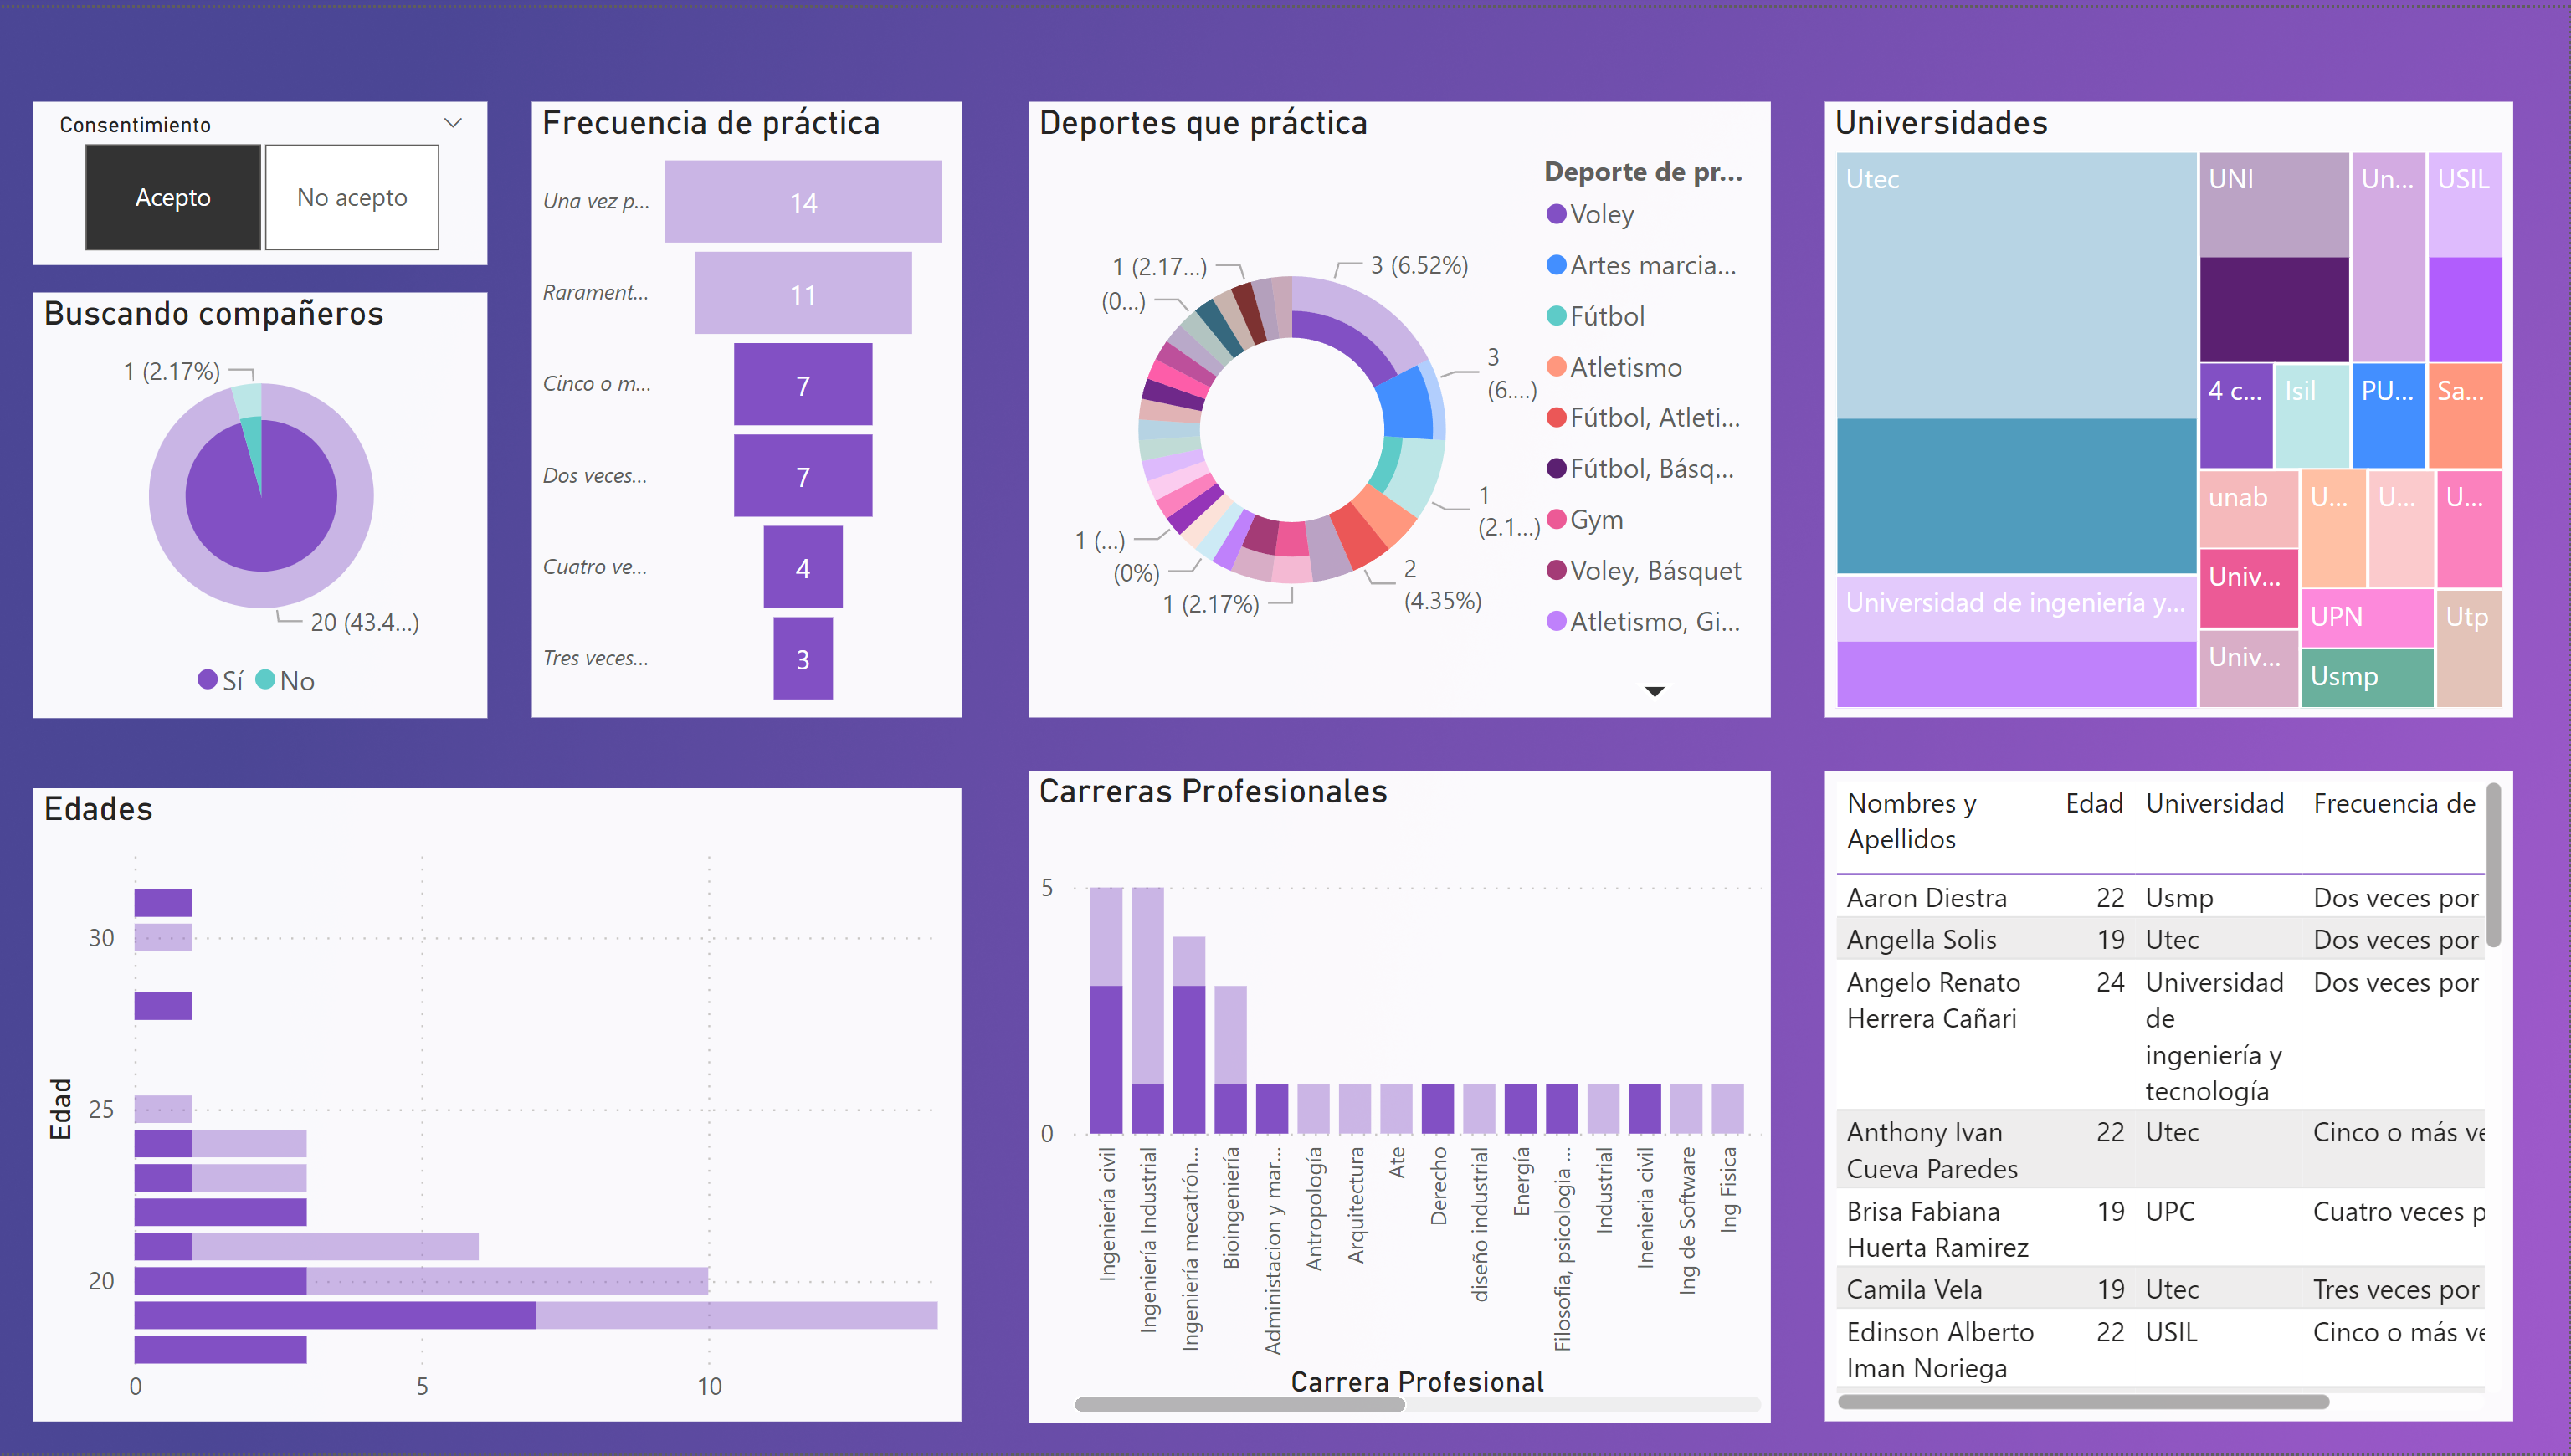 Consentimiento
Acepto
No acepto
Buscando compañeros
1 (2.17%)
20 (43.4...)
Sí
No
Frecuencia de práctica
Una vez p...
14
Rarament...
11
Cinco o m...
7
Dos veces...
7
Cuatro ve...
4
Tres veces...
3
Deportes que práctica
1 (2.17...)
3 (6.52%)
(0...)
3
(6....)
1
(2.1...)
1 (...)
(0%)
2
(4.35%)
1 (2.17%)
Deporte de pr...
Voley
Artes marcia...
Fútbol
Atletismo
Fútbol, Atleti...
Fútbol, Básq...
Gym
Voley, Básquet
Atletismo, Gi...
Universidades
Utec
UNI
Un...
USIL
4 c...
Isil
PU...
Sa...
unab
U...
U...
U...
Univ...
Universidad de ingeniería y...
UPN
Utp
Univ...
Usmp
Edades
Edad
30
25
20
0
5
10
Carreras Profesionales
5
0
Ingeniería civil
Ingeniería Industrial
Ingeniería mecatrón...
Bioingeniería
Administacion y mar...
Antropología
Arquitectura
Ate
Derecho
diseño industrial
Energía
Filosofia, psicologia ...
Industrial
Inenieria civil
Ing de Software
Ing Fisica
Carrera Profesional
Nombres y Apellidos Edad Universidad Frecuencia de
Aaron Diestra 22 Usmp Dos veces por
Angella Solis 19 Utec Dos veces por
Angelo Renato Herrera Cañari 24 Universidad de ingeniería y tecnología Dos veces por
Anthony Ivan Cueva Paredes 22 Utec Cinco o más ve
Brisa Fabiana Huerta Ramirez 19 UPC Cuatro veces p
Camila Vela 19 Utec Tres veces por
Edinson Alberto Iman Noriega 22 USIL Cinco o más ve